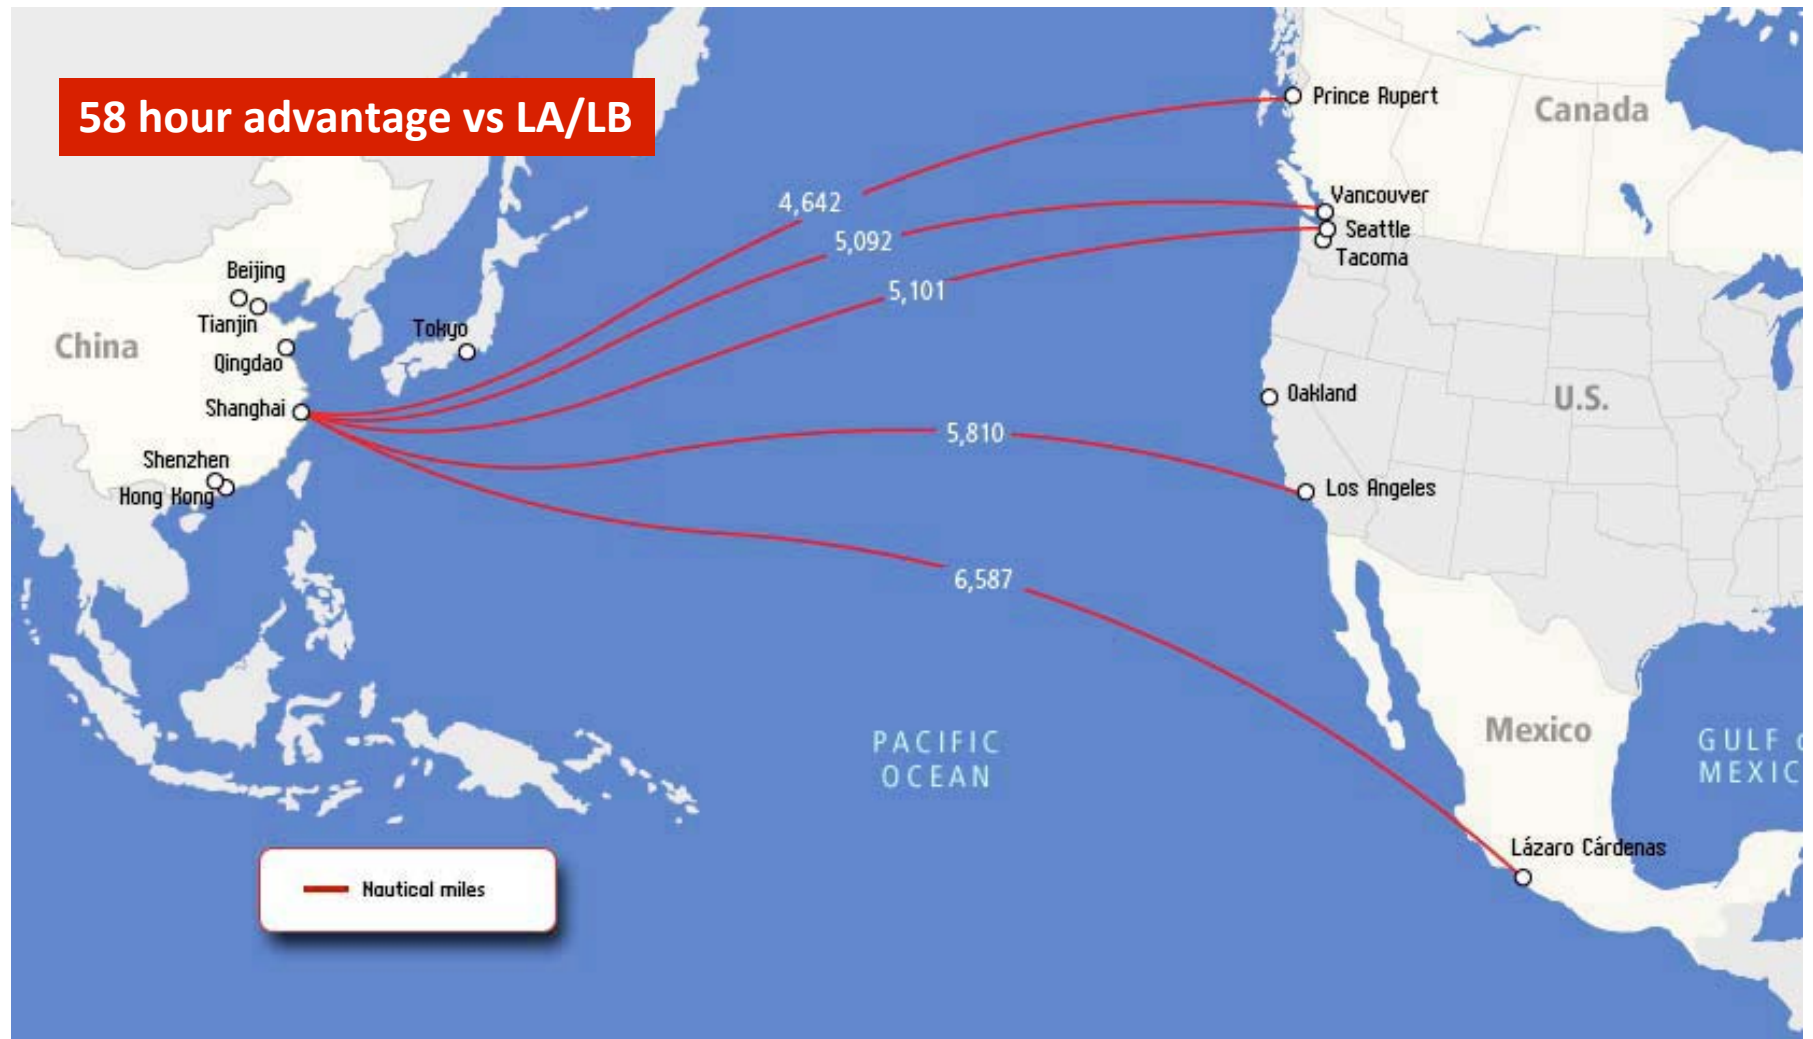 58 hour advantage vs LA/LB
Prince Rupert
Canada
4,642
Vancouver
5,092
Seattle
Tacoma
5,101
Beijing
Tianjin
Tokyo
China
Qingdao
Shanghai
Oakland
U.S.
5,810
Shenzhen
Hong Kong
Los Angeles
6,587
PACIFIC
OCEAN
Mexico
GULF
MEXIC
Lázaro Cárdenas
Nautical miles